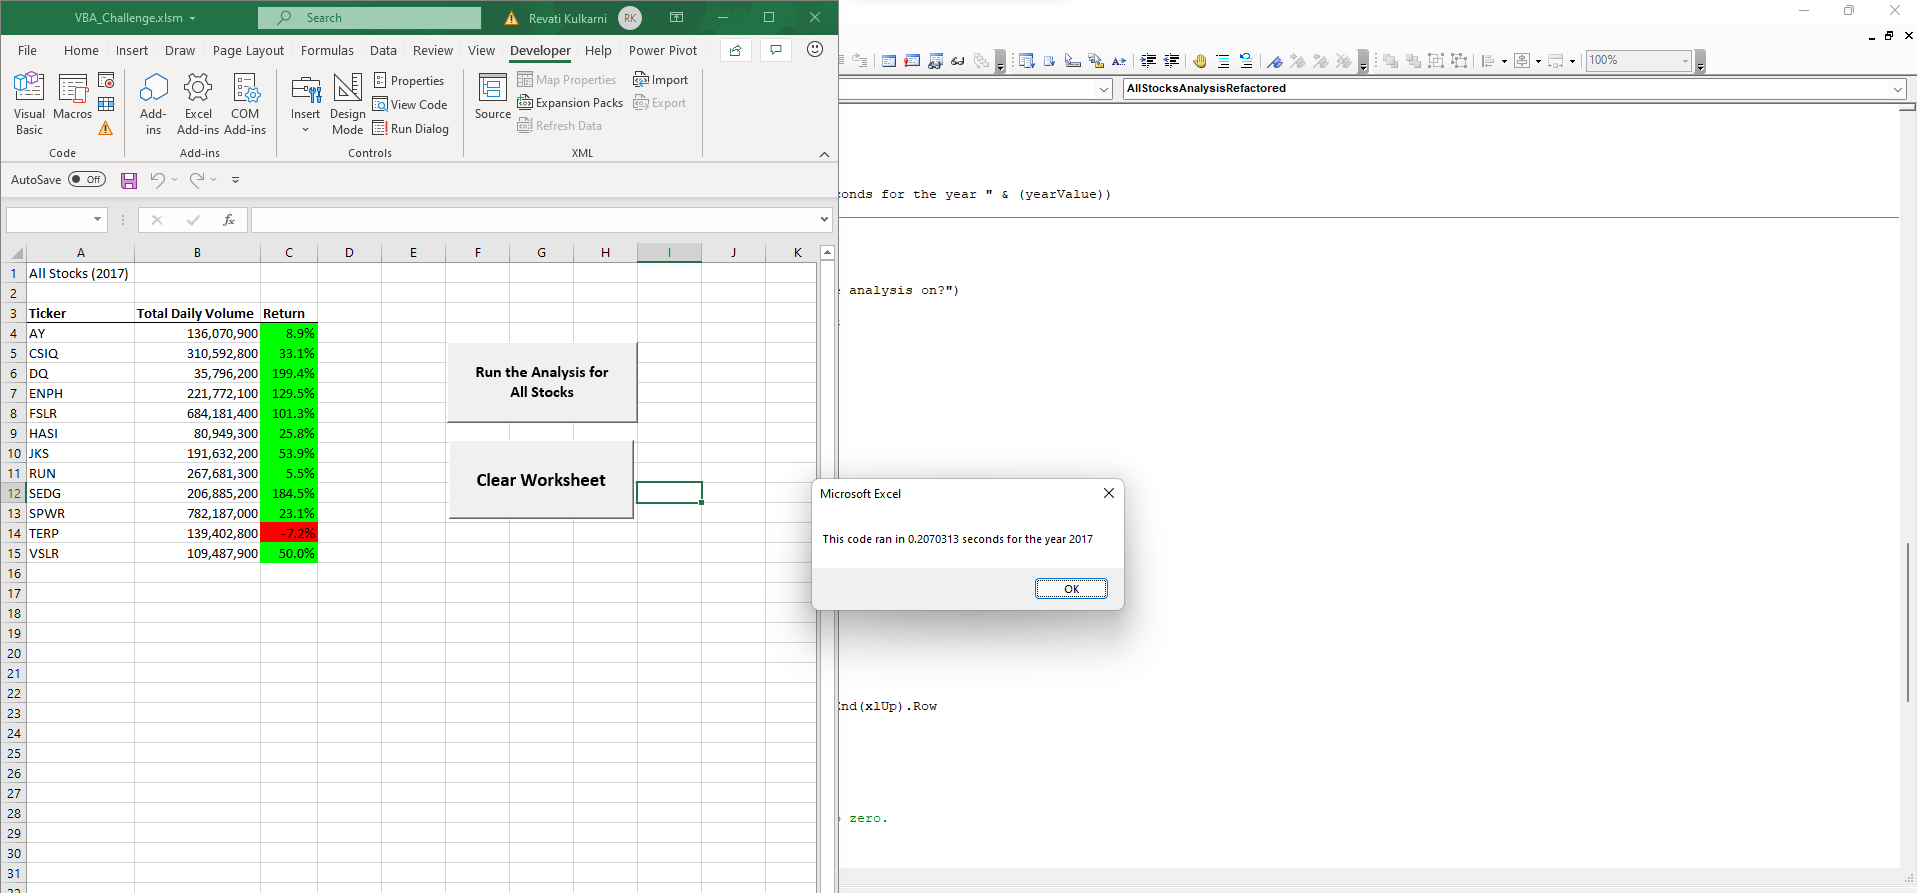 VBA_Challenge.xlsm
Search
Revati Kulkarni
RK
File Home Insert Draw Page Layout Formulas Data Review View Developer Help Power Pivot
Visual Basic
Macros
Code
Add-ins
Excel Add-ins
COM Add-ins
Add-ins
Insert
Design Mode
Properties
View Code
Run Dialog
Controls
Source
Map Properties
Expansion Packs
Refresh Data
Import
Export
XML
AutoSave Off
fx
A B C D E F G H I J K
1 All Stocks (2017)
2
3 Ticker Total Daily Volume Return
4 AY 136,070,900 8.9%
5 CSIQ 310,592,800 33.1%
6 DQ 35,796,200 199.4%
7 ENPH 221,772,100 129.5%
8 FSLR 684,181,400 101.3%
9 HASI 80,949,300 25.8%
10 JKS 191,632,200 53.9%
11 RUN 267,681,300 5.5%
12 SEDG 206,885,200 184.5%
13 SPWR 782,187,000 23.1%
14 TERP 139,402,800 -7.2%
15 VSLR 109,487,900 50.0%
16
17
18
19
20
21
22
23
24
25
26
27
28
29
30
31
Run the Analysis for
All Stocks
Clear Worksheet
100%
AllStocksAnalysisRefactored
conds for the year " & (yearValue))
analysis on?")
Microsoft Excel
This code ran in 0.2070313 seconds for the year 2017
OK
End(xlUp).Row
zero.